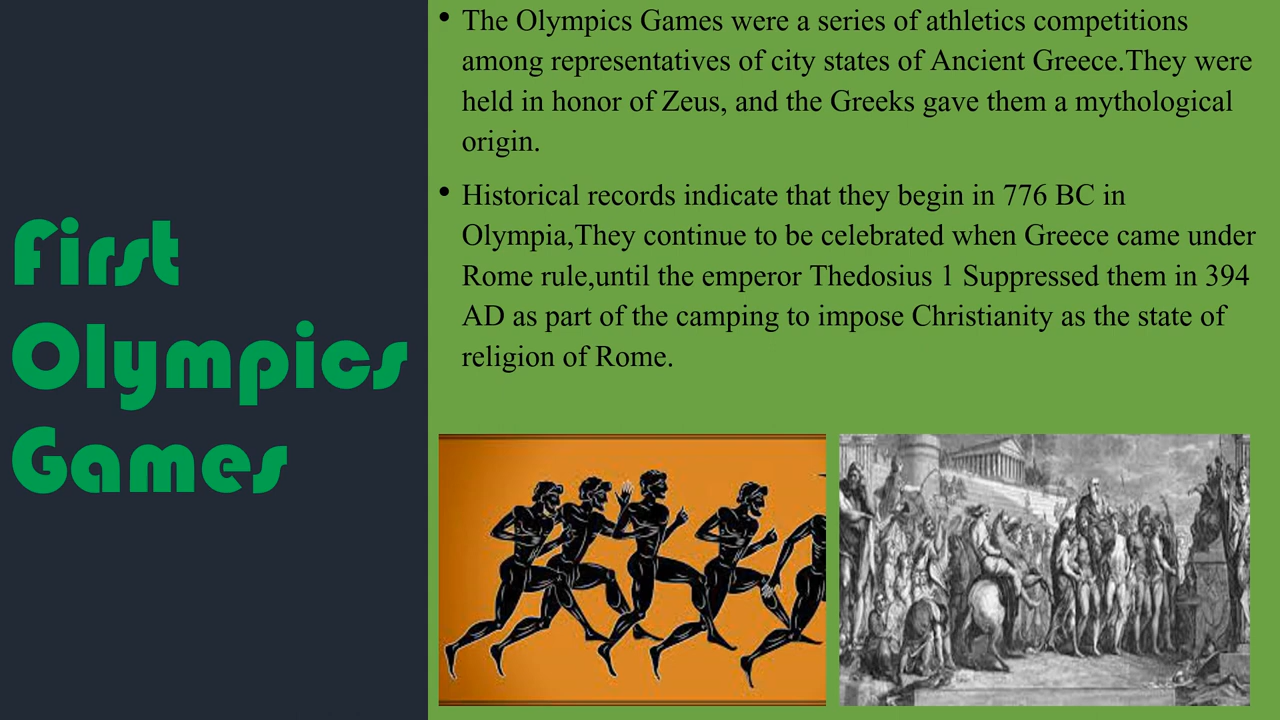 First
Olympics
Games
• The Olympics Games were a series of athletics competitions
among representatives of city states of Ancient Greece.They were
held in honor of Zeus, and the Greeks gave them a mythological
origin.
• Historical records indicate that they begin in 776 BC in
Olympia,They continue to be celebrated when Greece came under
Rome rule,until the emperor Thedosius 1 Suppressed them in 394
AD as part of the camping to impose Christianity as the state of
religion of Rome.